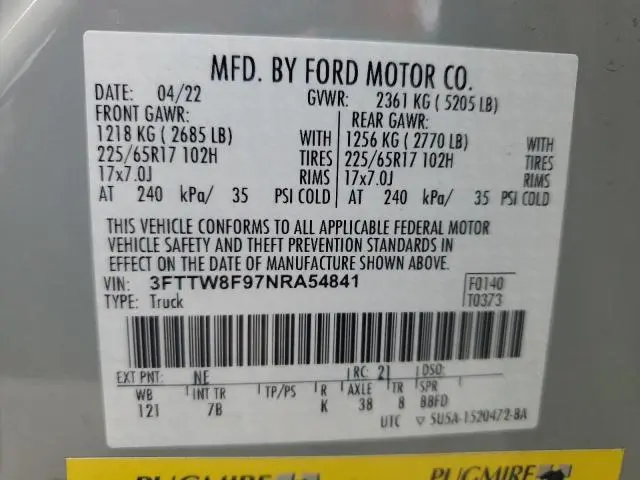 MFD. BY FORD MOTOR CO.
DATE: 04/22 GVWR: 2361 KG ( 5205 LB)
FRONT GAWR: REAR GAWR:
1218 KG ( 2685 LB) WITH 1256 KG ( 2770 LB) WITH
225/65R17 102H TIRES 225/65R17 102H TIRES
17x7.0J RIMS 17x7.0J RIMS
AT 240 kPa/ 35 PSI COLD AT 240 kPa/ 35 PSI COLD
THIS VEHICLE CONFORMS TO ALL APPLICABLE FEDERAL MOTOR
VEHICLE SAFETY AND THEFT PREVENTION STANDARDS IN
EFFECT ON THE DATE OF MANUFACTURE SHOWN ABOVE.
VIN: 3FTTW8F97NRA54841 F0140
TYPE: Truck T0373
EXT PNT: NE RC: 21 DSO:
WB INT TR TP/PS R AXLE TR SPR
121 7B K 38 8 BBFD
UTC 5U5A-1520472-BA
PUGMIRE PUGMIRE